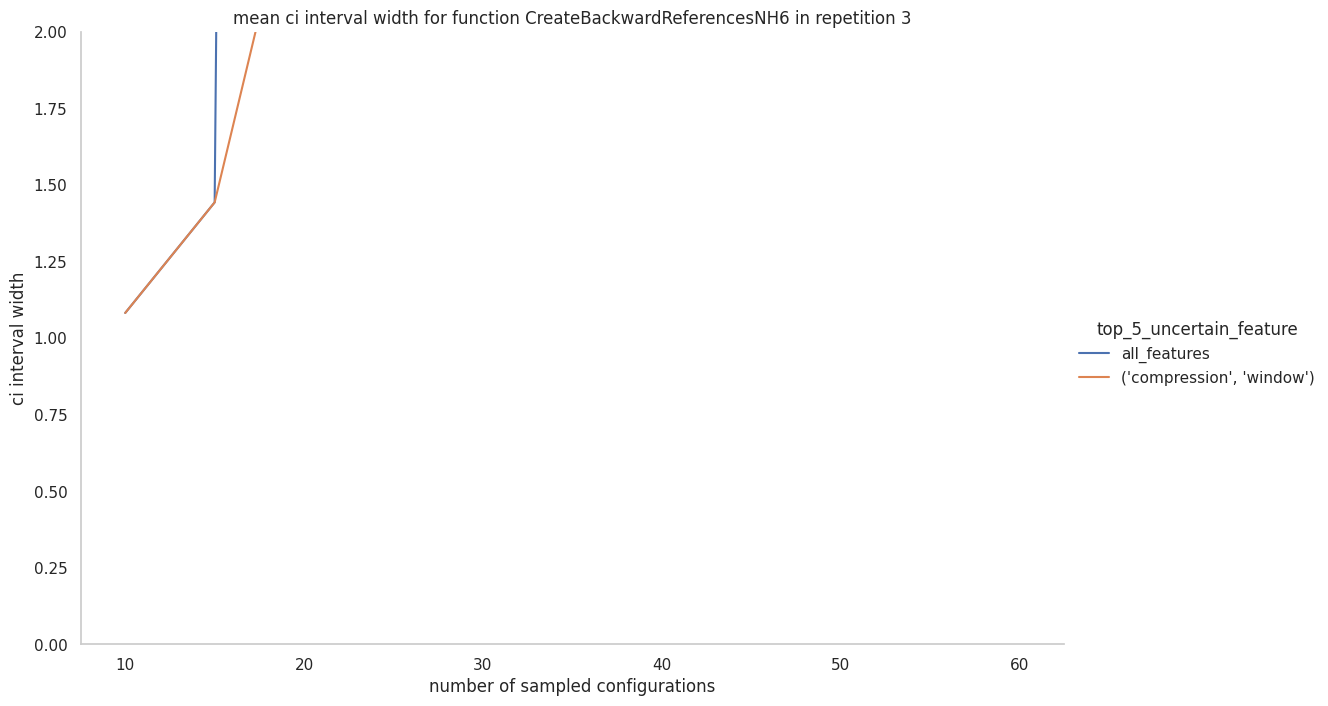 mean ci interval width for function CreateBackwardReferencesNH6 in repetition 3
2.00
1.75
1.50
1.25
1.00
0.75
0.50
0.25
0.00
ci interval width
10 20 30 40 50 60
number of sampled configurations
top_5_uncertain_feature
all_features
('compression', 'window')